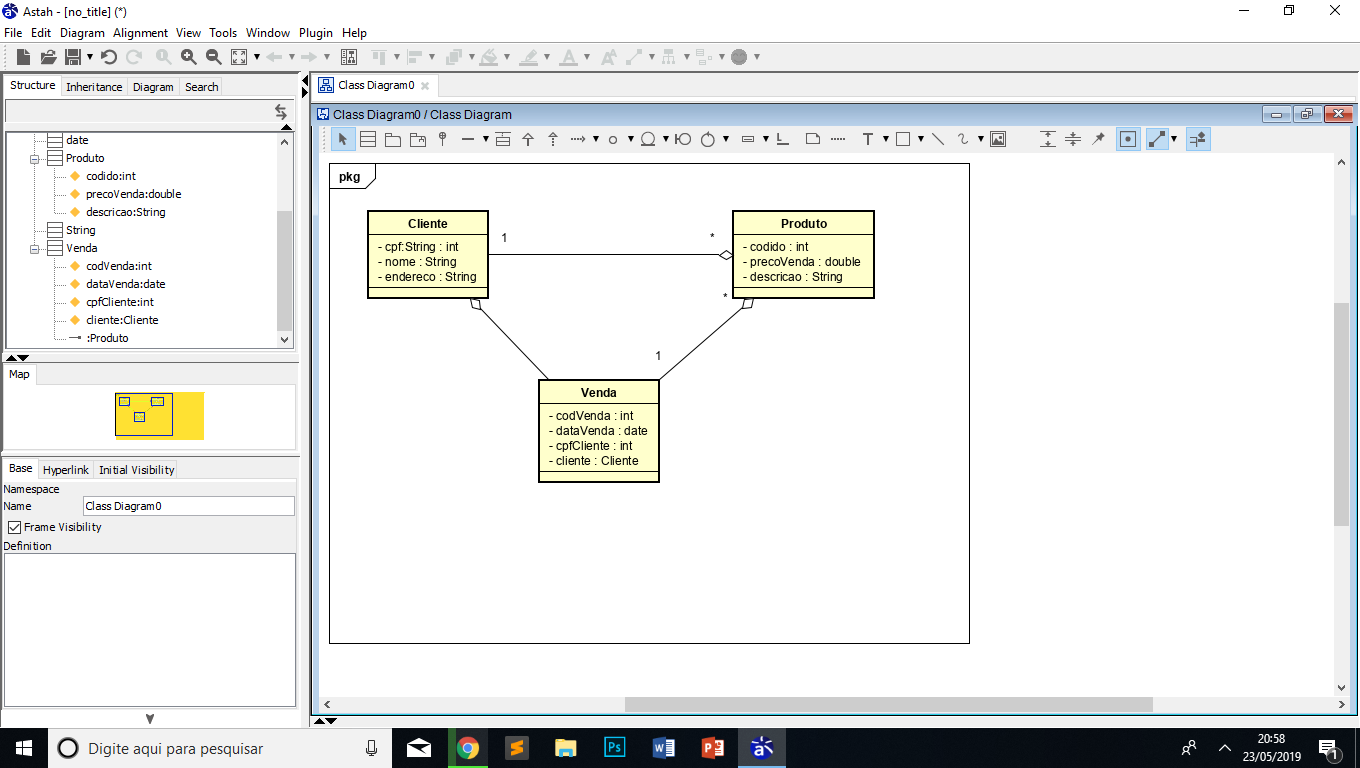 Astah - [no_title] (*)
File Edit Diagram Alignment View Tools Window Plugin Help
Structure Inheritance Diagram Search
date
Produto
codido:int
precoVenda:double
descricao:String
String
Venda
codVenda:int
dataVenda:date
cpfCliente:int
cliente:Cliente
:Produto
Map
Base Hyperlink Initial Visibility
Namespace
Name Class Diagram0
Frame Visibility
Definition
Class Diagram0
Class Diagram0 / Class Diagram
T
pkg
Cliente
- cpf:String : int
- nome : String
- endereco : String
1
*
Produto
- codido : int
- precoVenda : double
- descricao : String
*
1
Venda
- codVenda : int
- dataVenda : date
- cpfCliente : int
- cliente : Cliente
Digite aqui para pesquisar
Ps
20:58
23/05/2019
1